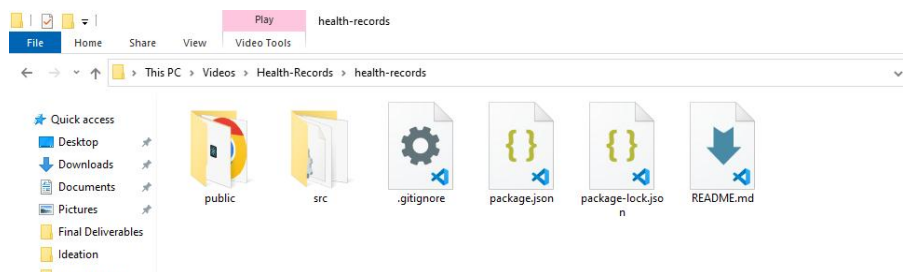 Play
health-records
File
Home
Share
View
Video Tools
This PC
Videos
Health-Records
health-records
Quick access
Desktop
Downloads
Documents
Pictures
Final Deliverables
Ideation
public
src
.gitignore
package.json
package-lock.jso
n
README.md